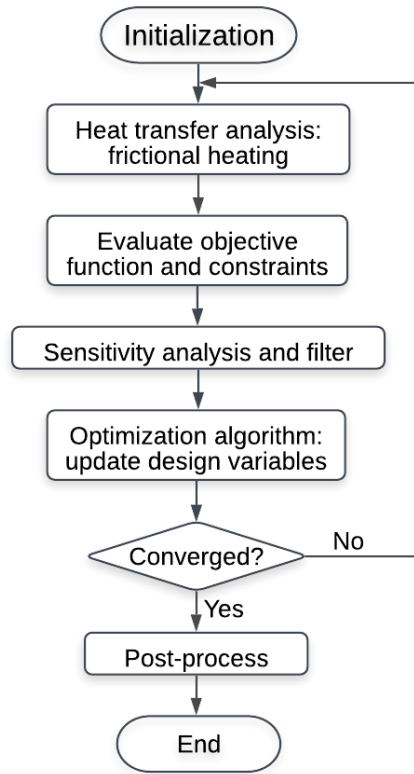 Initialization
Heat transfer analysis:
frictional heating
Evaluate objective
function and constraints
Sensitivity analysis and filter
Optimization algorithm:
update design variables
Converged?
No
Yes
Post-process
End